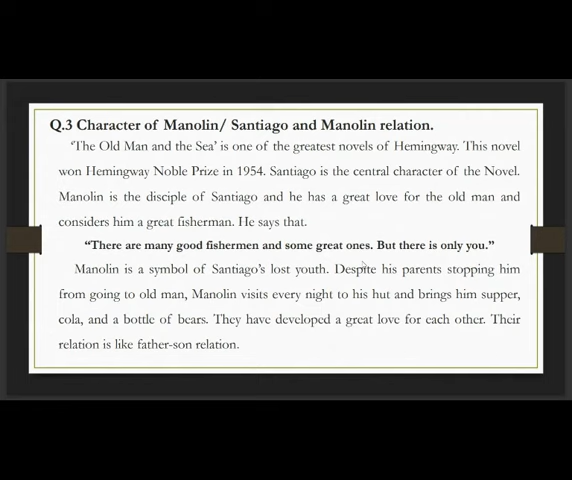 Q.3 Character of Manolin/ Santiago and Manolin relation.
'The Old Man and the Sea' is one of the greatest novels of Hemingway. This novel
won Hemingway Noble Prize in 1954. Santiago is the central character of the Novel.
Manolin is the disciple of Santiago and he has a great love for the old man and
considers him a great fisherman. He says that.
“There are many good fishermen and some great ones. But there is only you.”
Manolin is a symbol of Santiago's lost youth. Despite his parents stopping him
from going to old man, Manolin visits every night to his hut and brings him supper,
cola, and a bottle of bears. They have developed a great love for each other. Their
relation is like father-son relation.